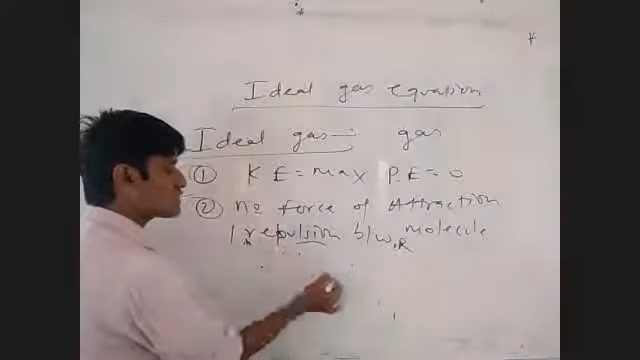 Ideal gas equation
Ideal gas — gas
① K E = max P.E = 0
② no force of Attraction
/ repulsion b/w molecule